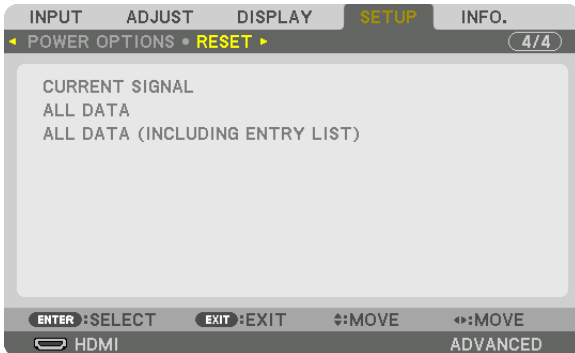 INPUT ADJUST DISPLAY SETUP INFO.
POWER OPTIONS • RESET 4/4
CURRENT SIGNAL
ALL DATA
ALL DATA (INCLUDING ENTRY LIST)
ENTER :SELECT EXIT :EXIT :MOVE :MOVE
HDMI ADVANCED